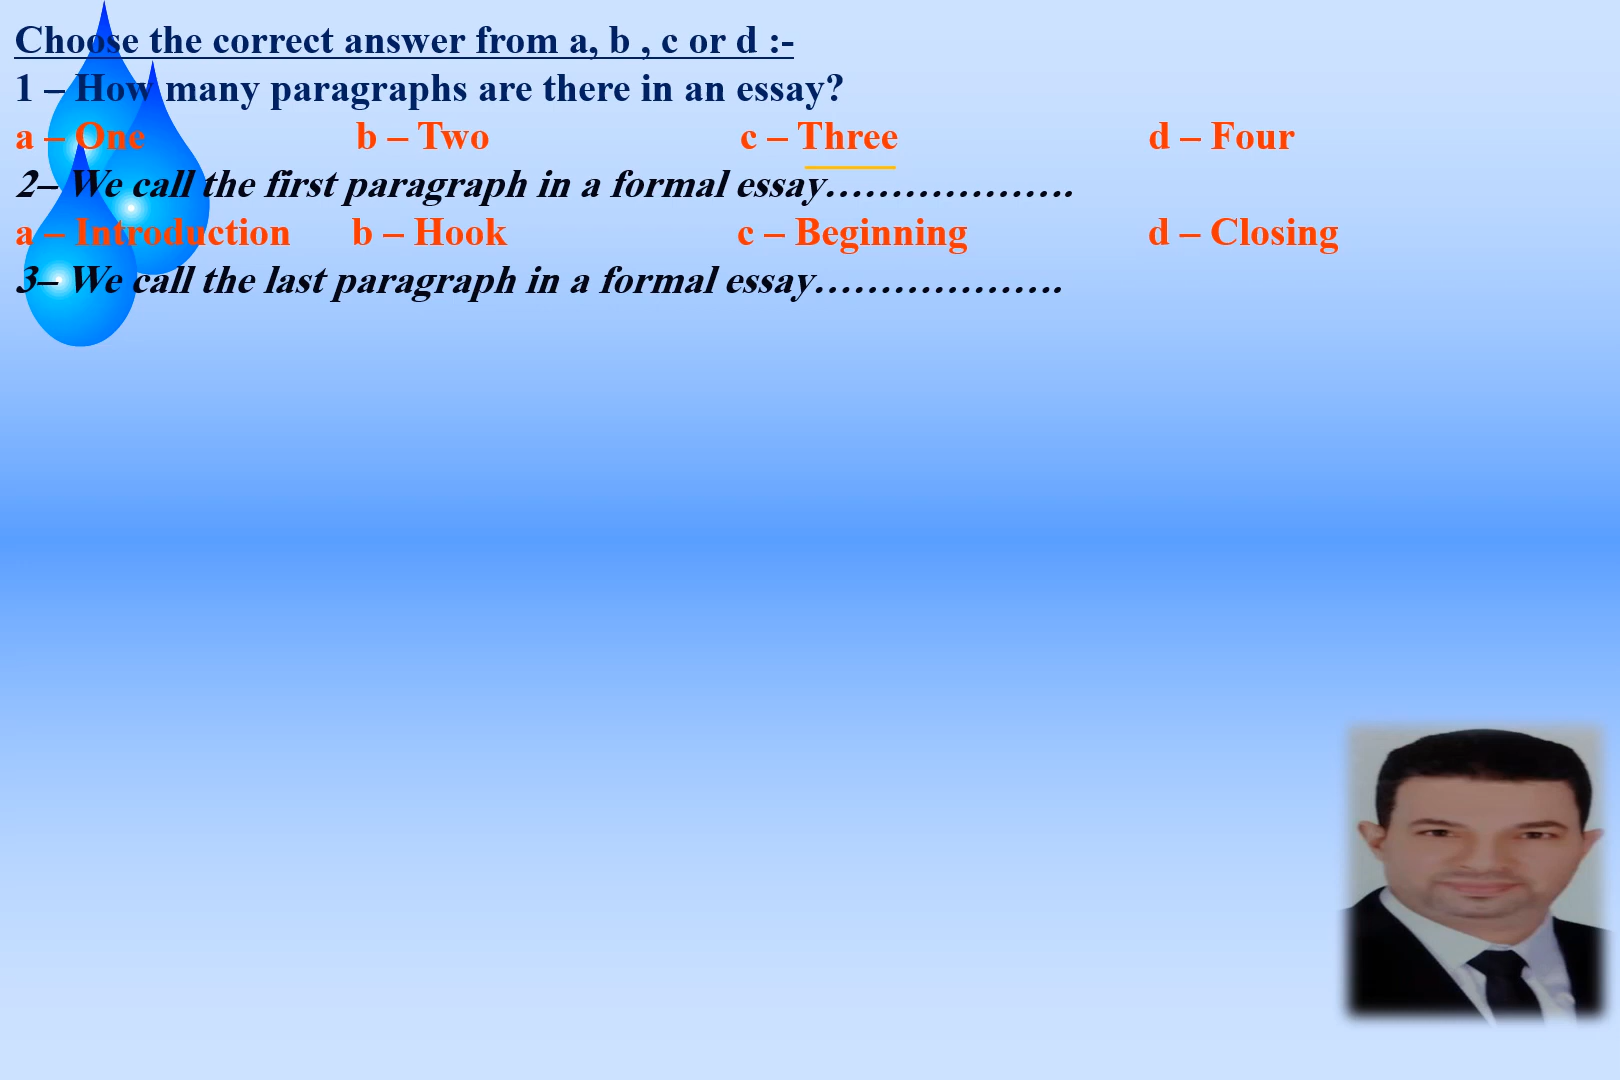 Choose the correct answer from a, b , c or d :-
1 – How many paragraphs are there in an essay?
a – One b – Two c – Three d – Four
2– We call the first paragraph in a formal essay……………….
a – Introduction b – Hook c – Beginning d – Closing
3– We call the last paragraph in a formal essay……………….